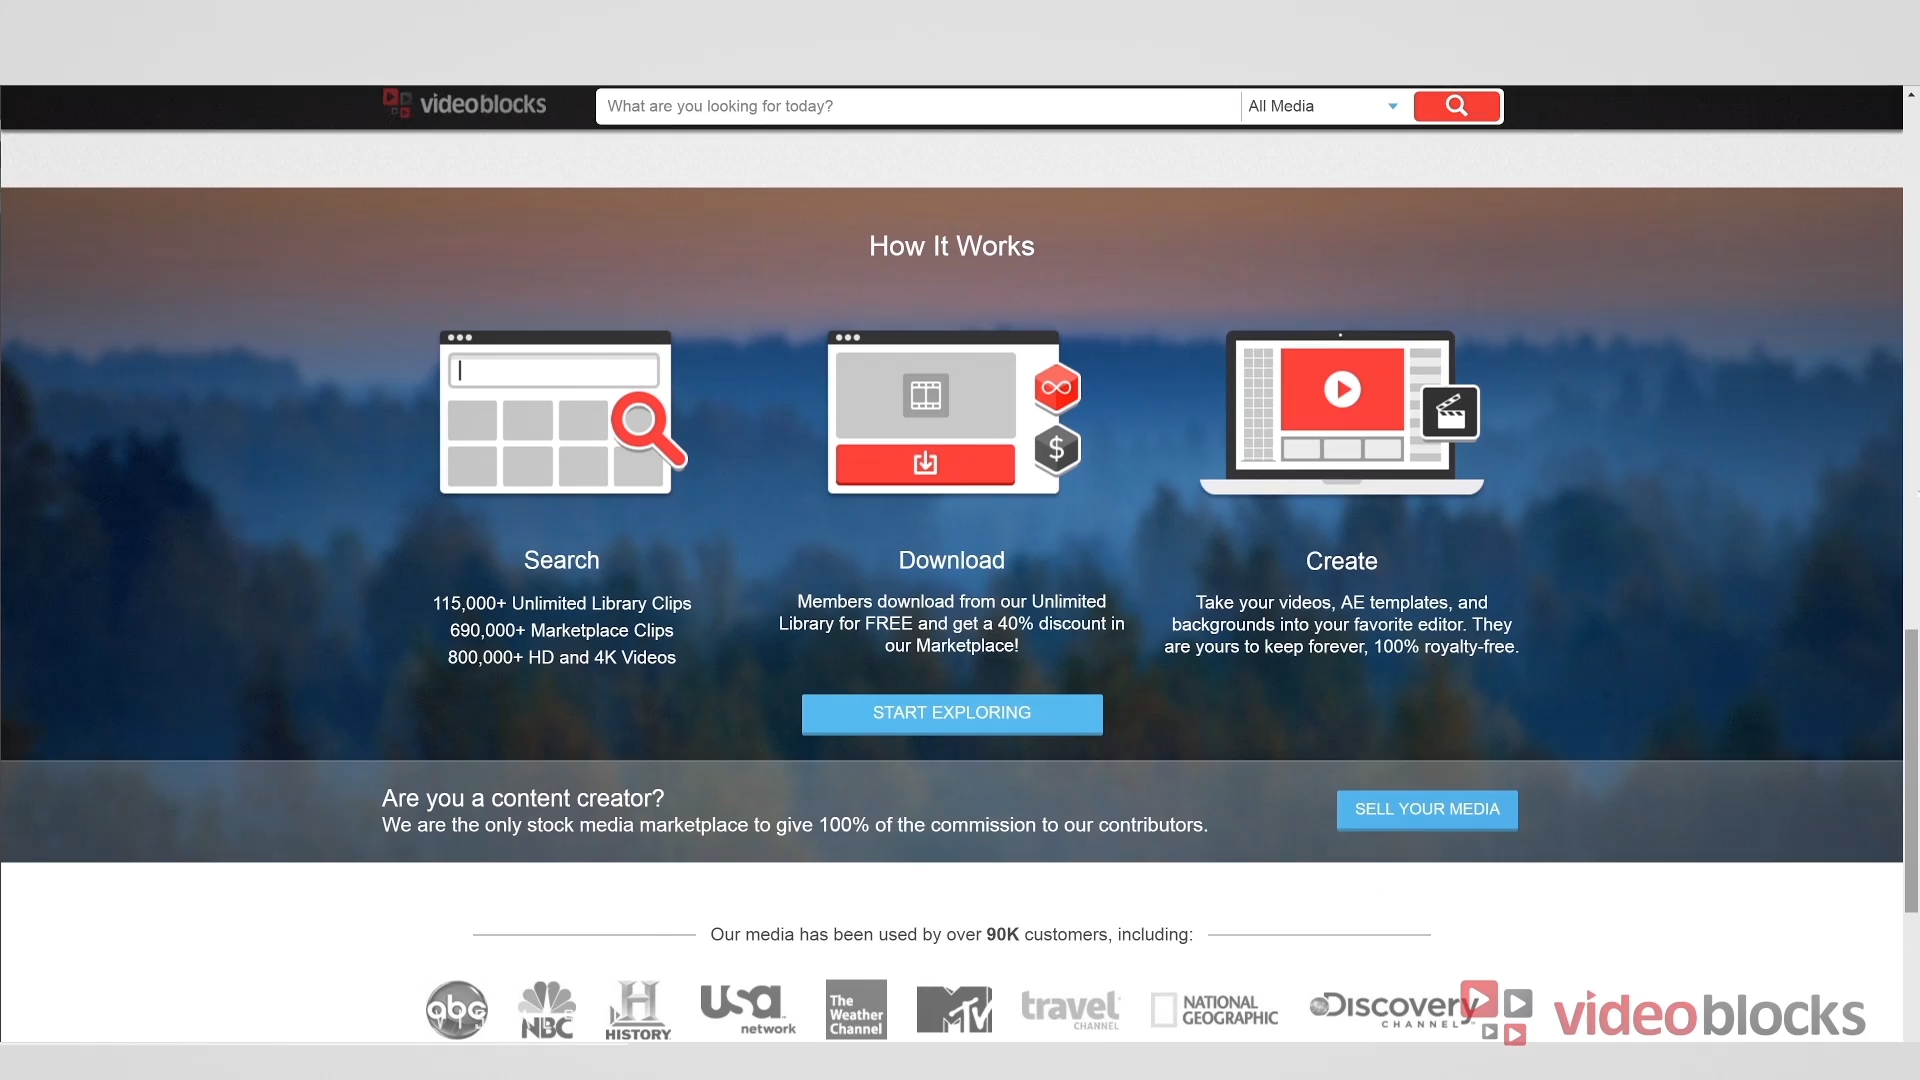 videoblocks
What are you looking for today?
All Media
How It Works
Search
115,000+ Unlimited Library Clips
690,000+ Marketplace Clips
800,000+ HD and 4K Videos
Download
Members download from our Unlimited
Library for FREE and get a 40% discount in
our Marketplace!
Create
Take your videos, AE templates, and
backgrounds into your favorite editor. They
are yours to keep forever, 100% royalty-free.
START EXPLORING
Are you a content creator?
We are the only stock media marketplace to give 100% of the commission to our contributors.
SELL YOUR MEDIA
Our media has been used by over 90K customers, including:
abc
NBC
H
HISTORY
USA
network
The
Weather
Channel
MTV
travel
CHANNEL
NATIONAL
GEOGRAPHIC
Discovery
CHANNEL
videoblocks